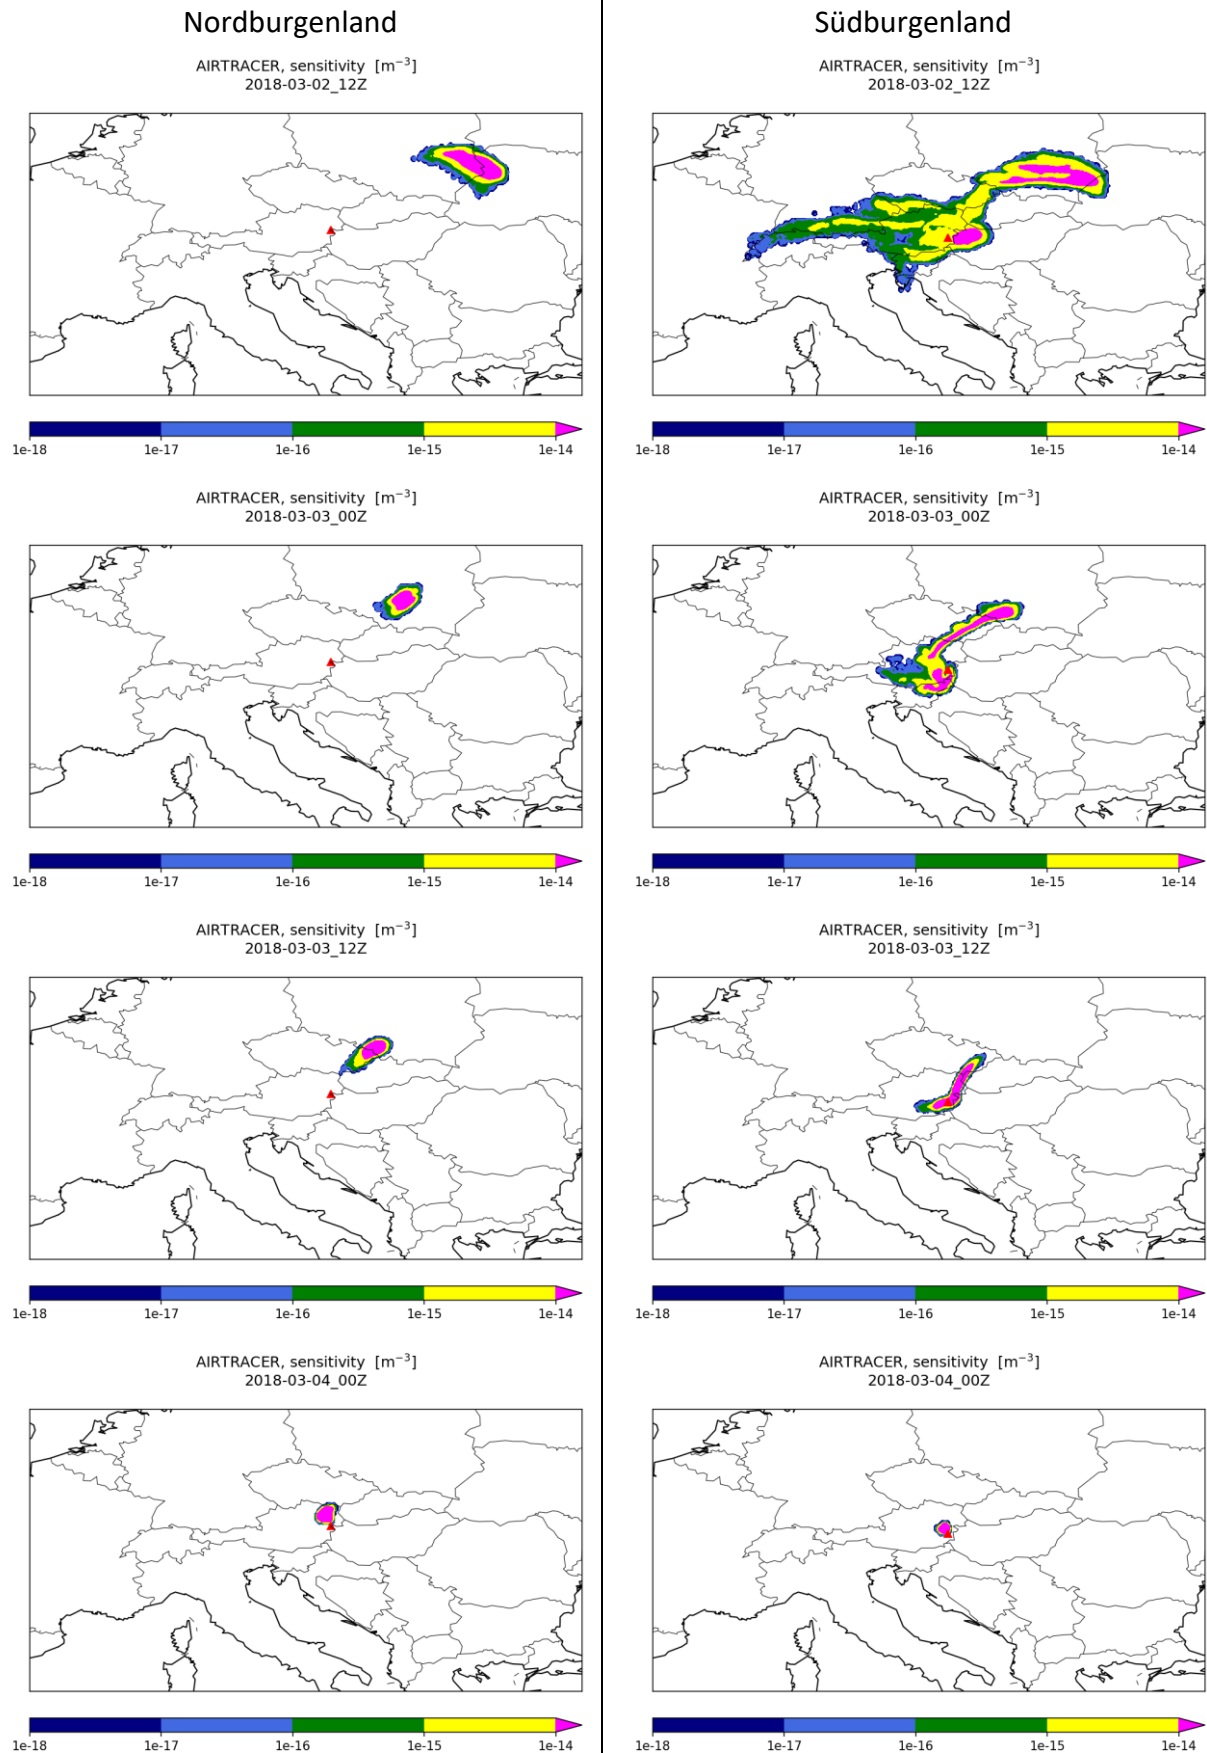 Nordburgenland
Südburgenland
AIRTRACER, sensitivity [m⁻³]
2018-03-02_12Z
AIRTRACER, sensitivity [m⁻³]
2018-03-02_12Z
1e-18 1e-17 1e-16 1e-15 1e-14
1e-18 1e-17 1e-16 1e-15 1e-14
AIRTRACER, sensitivity [m⁻³]
2018-03-03_00Z
AIRTRACER, sensitivity [m⁻³]
2018-03-03_00Z
1e-18 1e-17 1e-16 1e-15 1e-14
1e-18 1e-17 1e-16 1e-15 1e-14
AIRTRACER, sensitivity [m⁻³]
2018-03-03_12Z
AIRTRACER, sensitivity [m⁻³]
2018-03-03_12Z
1e-18 1e-17 1e-16 1e-15 1e-14
1e-18 1e-17 1e-16 1e-15 1e-14
AIRTRACER, sensitivity [m⁻³]
2018-03-04_00Z
AIRTRACER, sensitivity [m⁻³]
2018-03-04_00Z
1e-18 1e-17 1e-16 1e-15 1e-14
1e-18 1e-17 1e-16 1e-15 1e-14